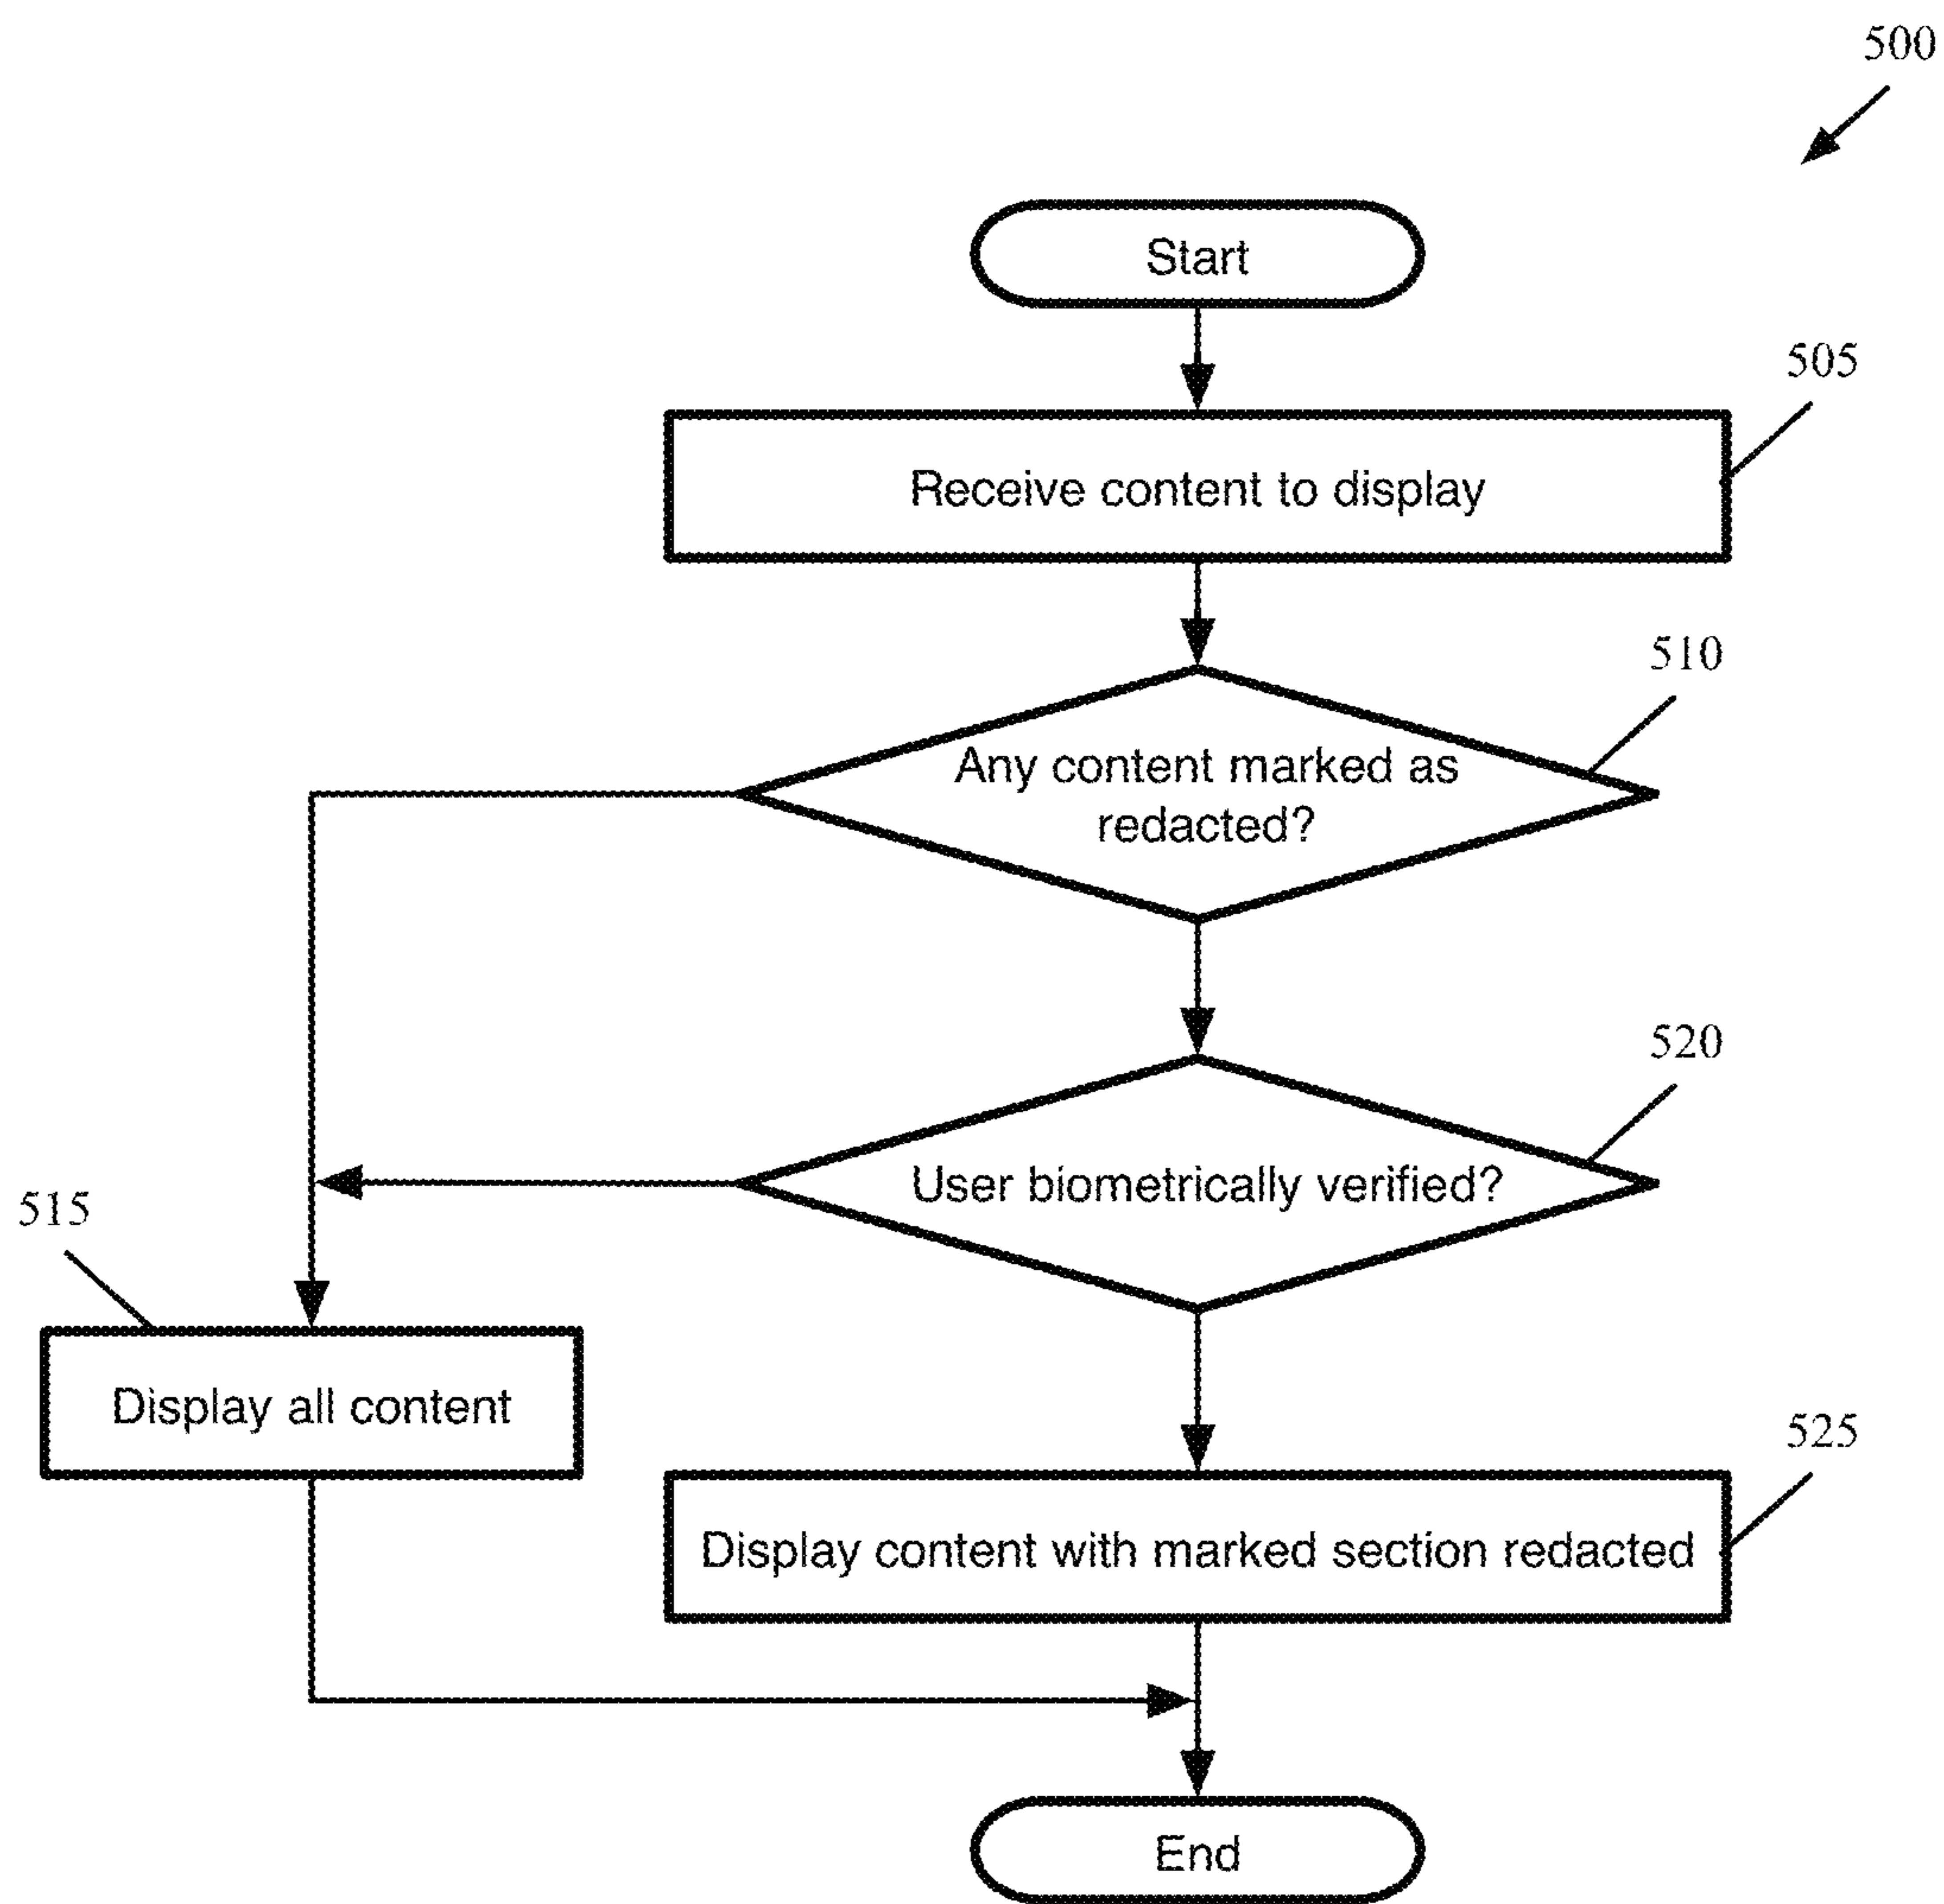 500
Start
505
Receive content to display
510
Any content marked as
redacted?
520
User biometrically verified?
515
Display all content
525
Display content with marked section redacted
End